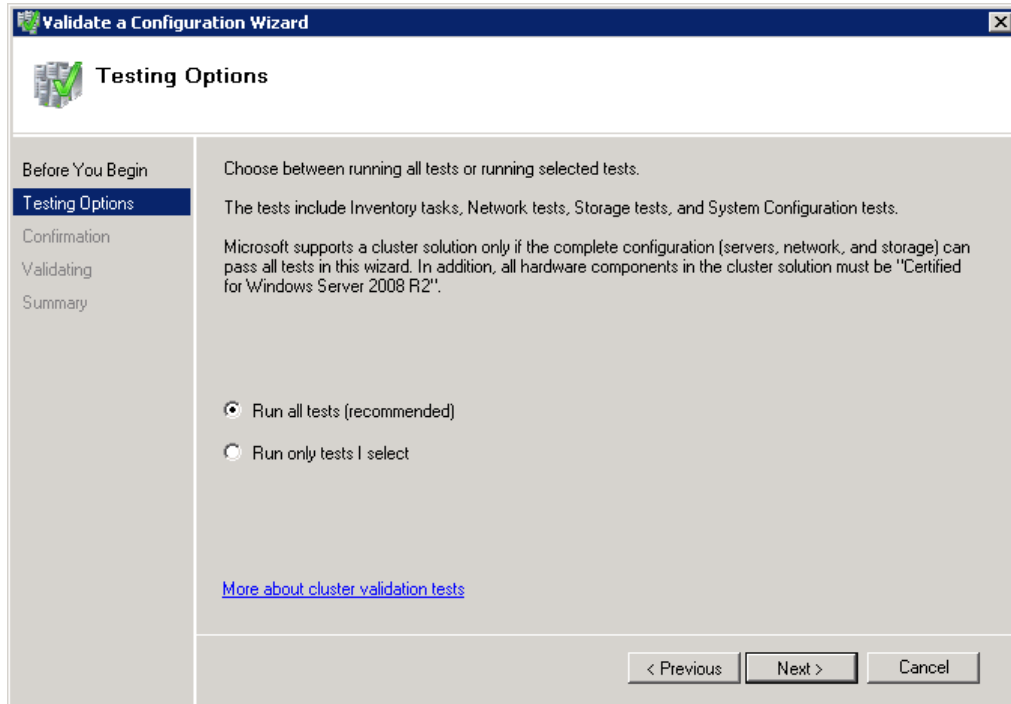 Validate a Configuration Wizard
Testing Options
Before You Begin
Testing Options
Confirmation
Validating
Summary
Choose between running all tests or running selected tests.
The tests include Inventory tasks, Network tests, Storage tests, and System Configuration tests.
Microsoft supports a cluster solution only if the complete configuration (servers, network, and storage) can
pass all tests in this wizard. In addition, all hardware components in the cluster solution must be "Certified
for Windows Server 2008 R2".
Run all tests (recommended)
Run only tests I select
More about cluster validation tests
< Previous
Next >
Cancel